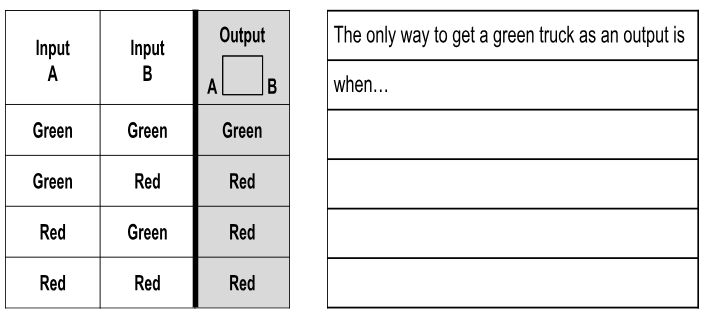 Input A
Input B
Output
A B
Green Green Green
Green Red Red
Red Green Red
Red Red Red
The only way to get a green truck as an output is
when…